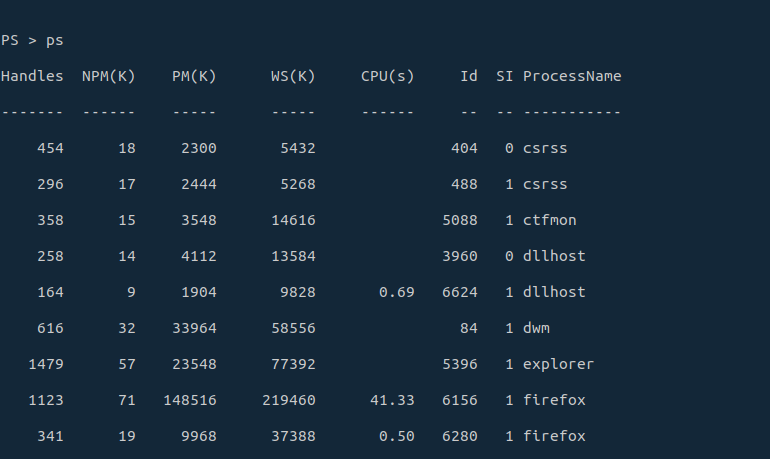 PS > ps
Handles NPM(K) PM(K) WS(K) CPU(s) Id SI ProcessName
------- ------ ----- ----- ------ -- -- -----------
454 18 2300 5432 404 0 csrss
296 17 2444 5268 488 1 csrss
358 15 3548 14616 5088 1 ctfmon
258 14 4112 13584 3960 0 dllhost
164 9 1904 9828 0.69 6624 1 dllhost
616 32 33964 58556 84 1 dwm
1479 57 23548 77392 5396 1 explorer
1123 71 148516 219460 41.33 6156 1 firefox
341 19 9968 37388 0.50 6280 1 firefox